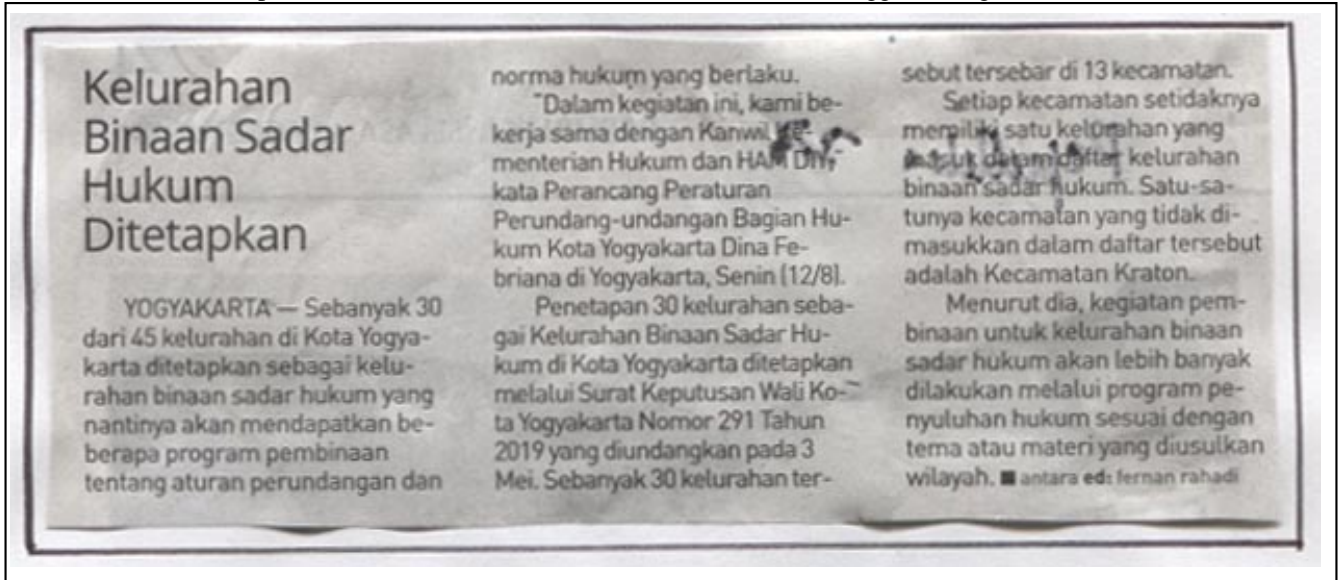 Kelurahan
Binaan Sadar
Hukum
Ditetapkan
YOGYAKARTA — Sebanyak 30
dari 45 kelurahan di Kota Yogya-
karta ditetapkan sebagai kelu-
rahan binaan sadar hukum yang
nantinya akan mendapatkan be-
berapa program pembinaan
tentang aturan perundangan dan
norma hukum yang berlaku.
"Dalam kegiatan ini, kami be-
kerja sama dengan Kanwil Ke-
menterian Hukum dan HAM DIY,"
kata Perancang Peraturan
Perundang-undangan Bagian Hu-
kum Kota Yogyakarta Dina Fe-
briana di Yogyakarta, Senin (12/8).
Penetapan 30 kelurahan seba-
gai Kelurahan Binaan Sadar Hu-
kum di Kota Yogyakarta ditetapkan
melalui Surat Keputusan Wali Ko-
ta Yogyakarta Nomor 291 Tahun
2019 yang diundangkan pada 3
Mei. Sebanyak 30 kelurahan ter-
sebut tersebar di 13 kecamatan.
Setiap kecamatan setidaknya
memiliki satu kelurahan yang
masuk dalam daftar kelurahan
binaan sadar hukum. Satu-sa-
tunya kecamatan yang tidak di-
masukkan dalam daftar tersebut
adalah Kecamatan Kraton.
Menurut dia, kegiatan pem-
binaan untuk kelurahan binaan
sadar hukum akan lebih banyak
dilakukan melalui program pe-
nyuluhan hukum sesuai dengan
tema atau materi yang diusulkan
wilayah. ■ antara ed: fernan rahadi